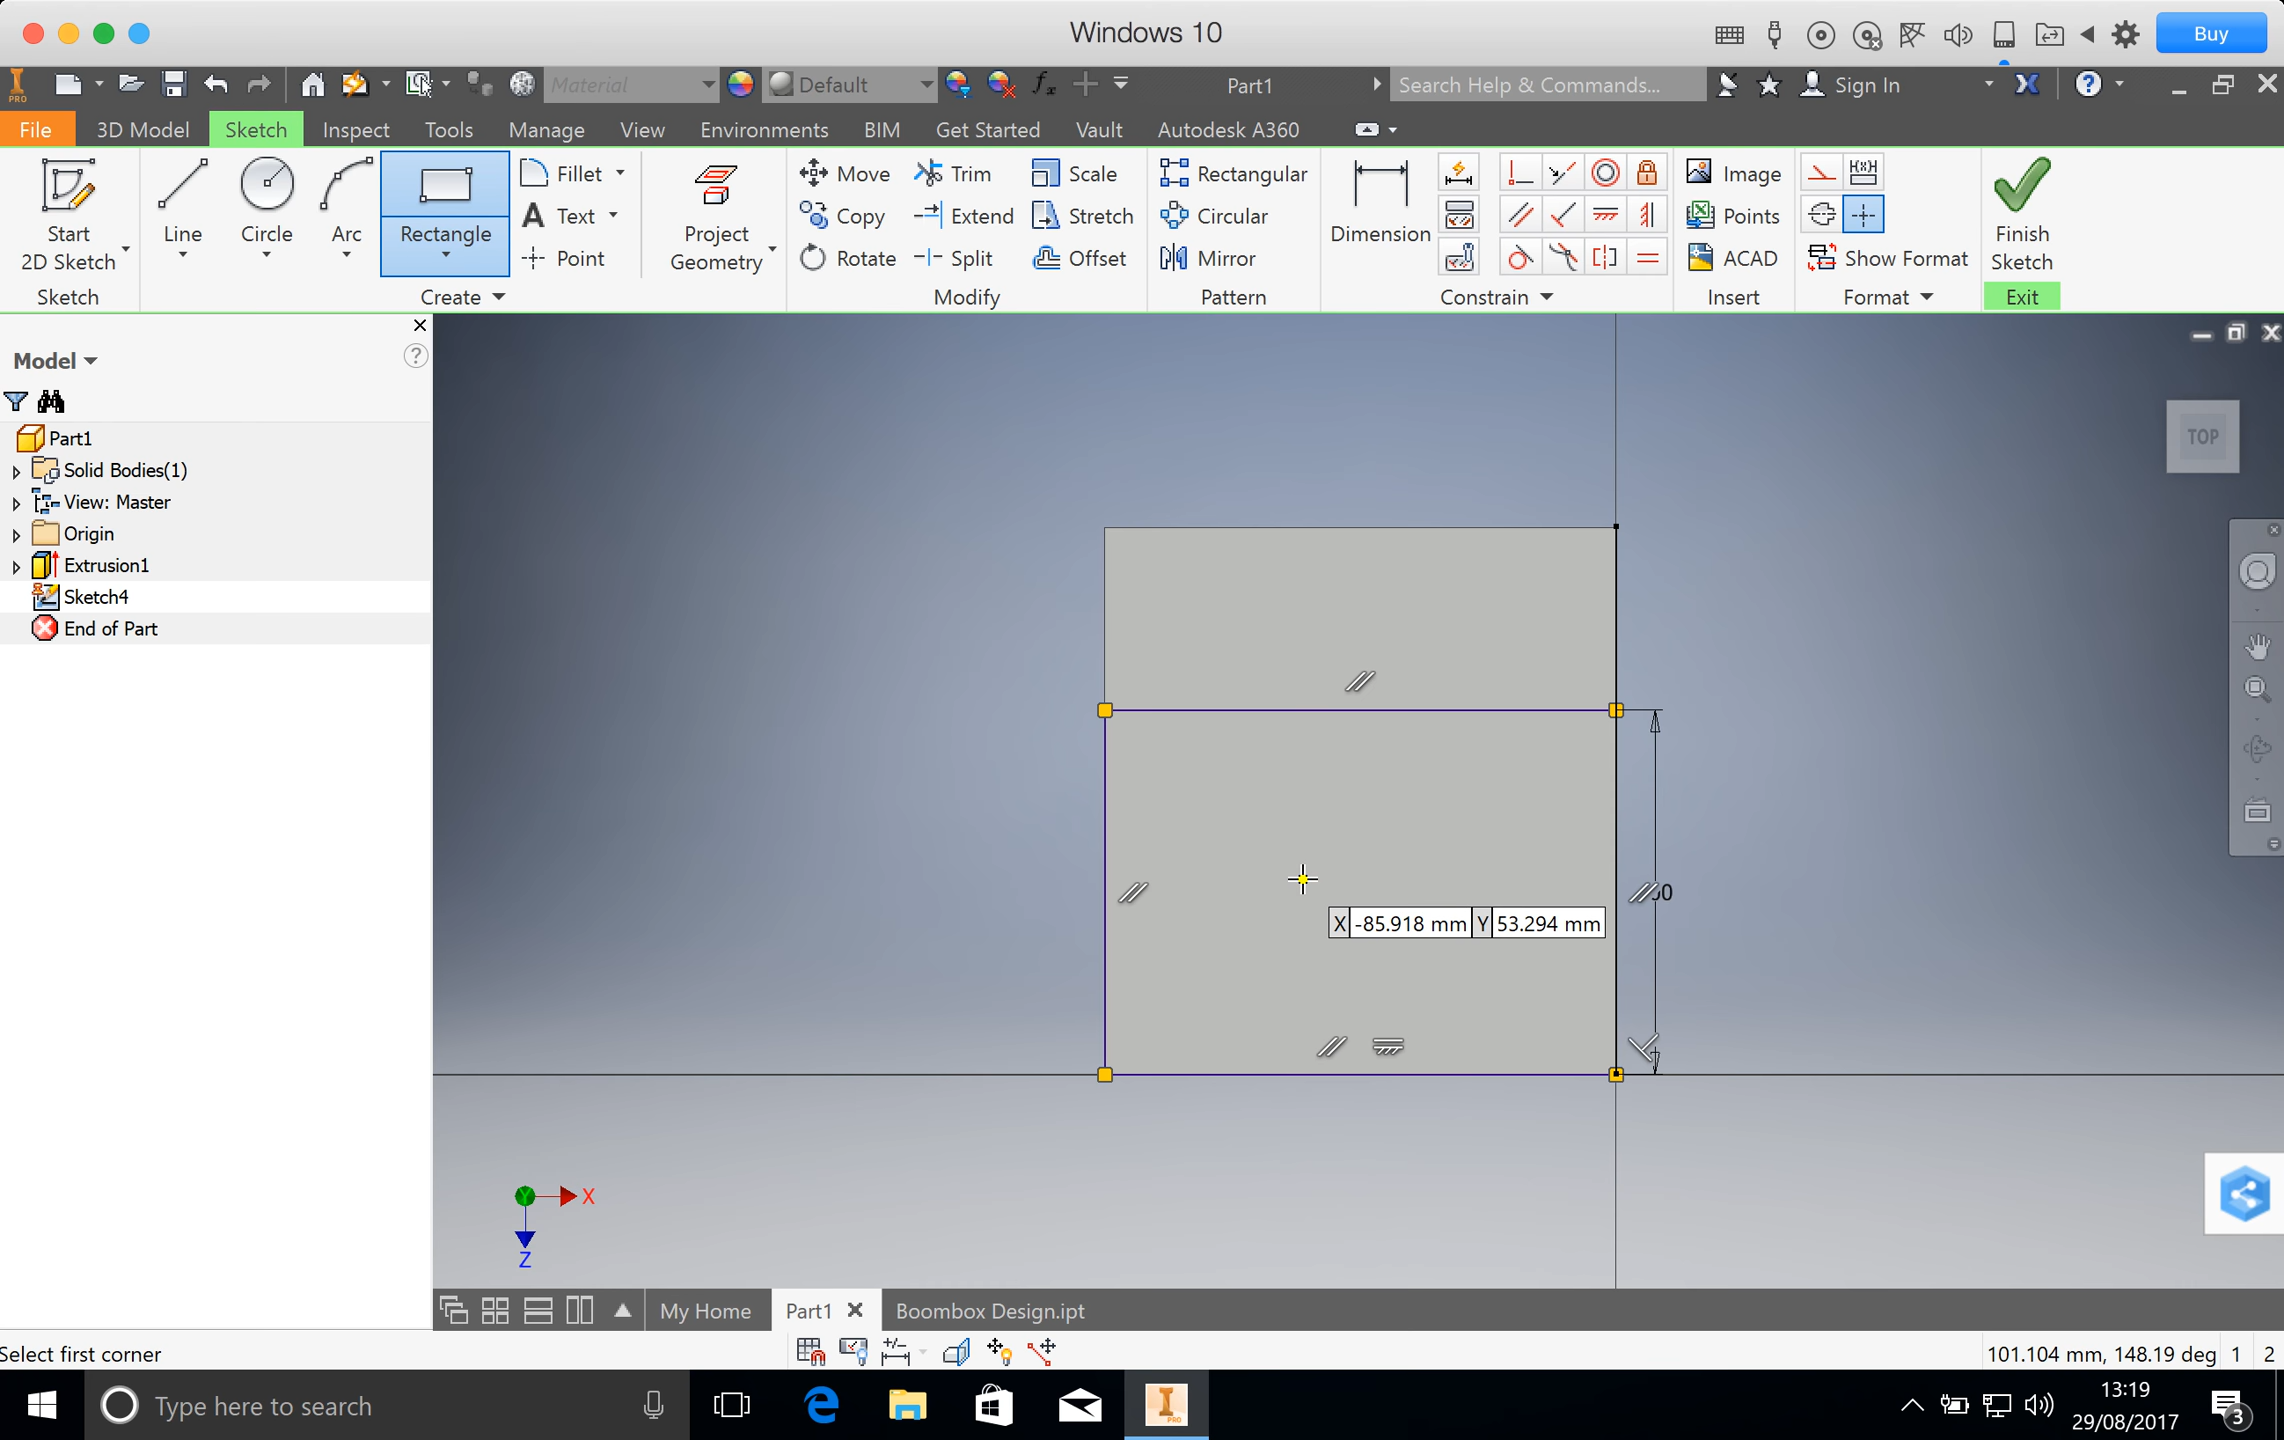 Windows 10
Buy
PRO
Material
Default
fx
Part1
Search Help & Commands...
Sign In
File
3D Model
Sketch
Inspect
Tools
Manage
View
Environments
BIM
Get Started
Vault
Autodesk A360
Start
2D Sketch
Line
Circle
Arc
Rectangle
Fillet
Text
Point
Project
Geometry
Move
Copy
Rotate
Trim
Extend
Split
Scale
Stretch
Offset
Rectangular
Circular
Mirror
Dimension
Image
Points
ACAD
Show Format
Finish
Sketch
Sketch
Create
Modify
Pattern
Constrain
Insert
Format
Exit
Model
Part1
Solid Bodies(1)
View: Master
Origin
Extrusion1
Sketch4
End of Part
TOP
X -85.918 mm Y 53.294 mm
X
Y
Z
My Home
Part1
Boombox Design.ipt
Select first corner
101.104 mm, 148.19 deg 1 2
Type here to search
PRO
13:19
29/08/2017
3